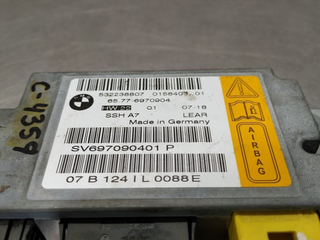 C-4359
532238807 0158403 01
65.77-6970904
HW 22 01 07-18
SSH A7 LEAR
Made in Germany
SV697090401 P
07 B 124 I L 0088 E
AIRBAG